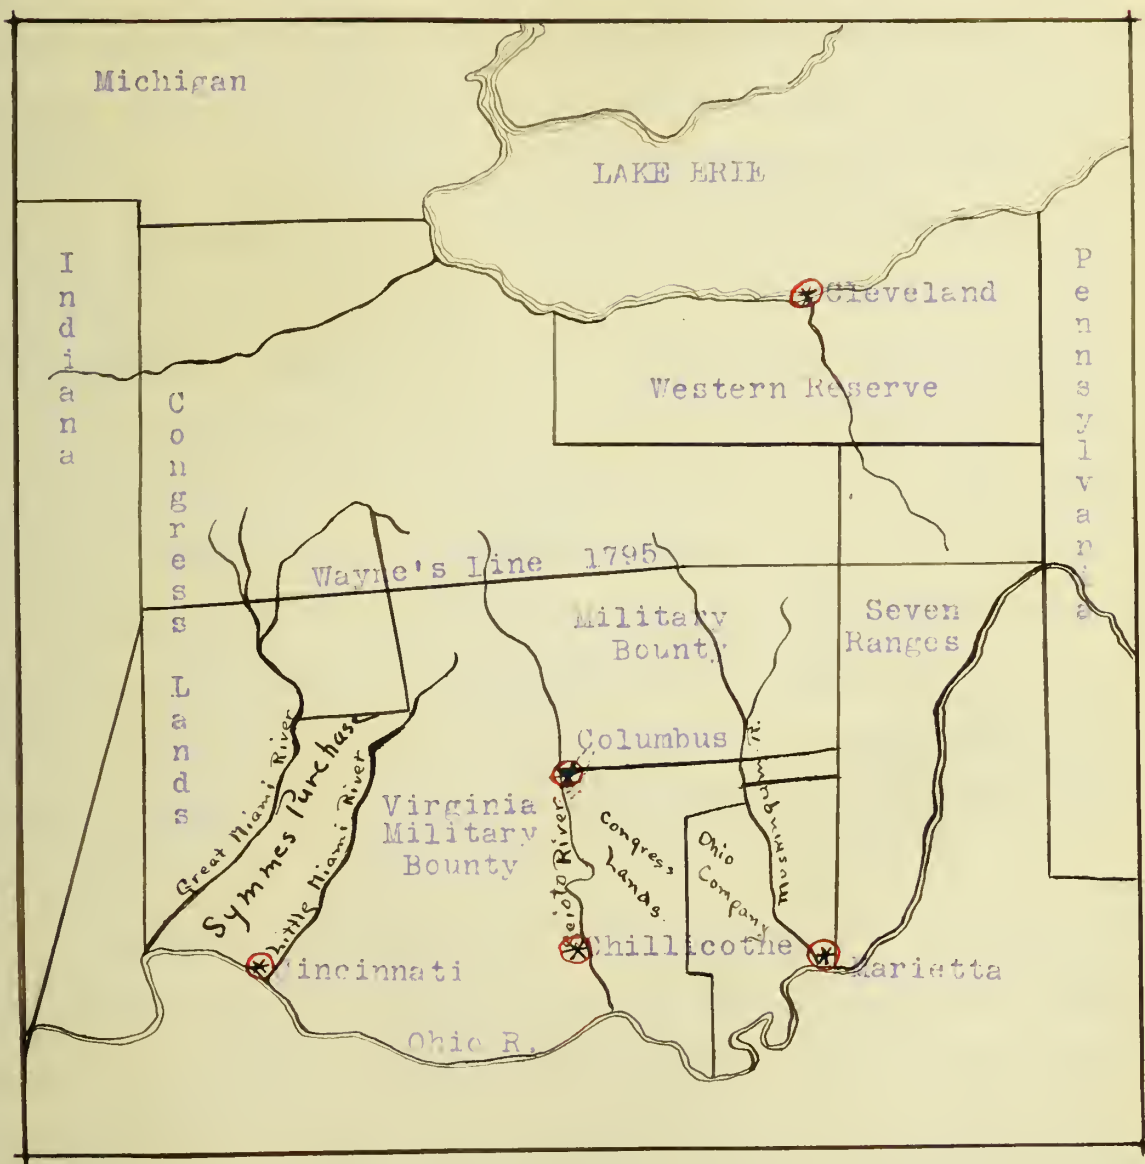 Michigan
LAKE ERIE
Indiana
Pennsylvania
Cleveland
Western Reserve
Congress Lands
Wayne's Line 1795
Military
Bounty
Seven
Ranges
Great Miami River
Symmes Purchase
Little Miami River
Columbus
Virginia
Military
Bounty
Scioto River
Congress
Lands
Ohio
Company
Muskingum R.
Cincinnati
Chillicothe
Marietta
Ohio R.